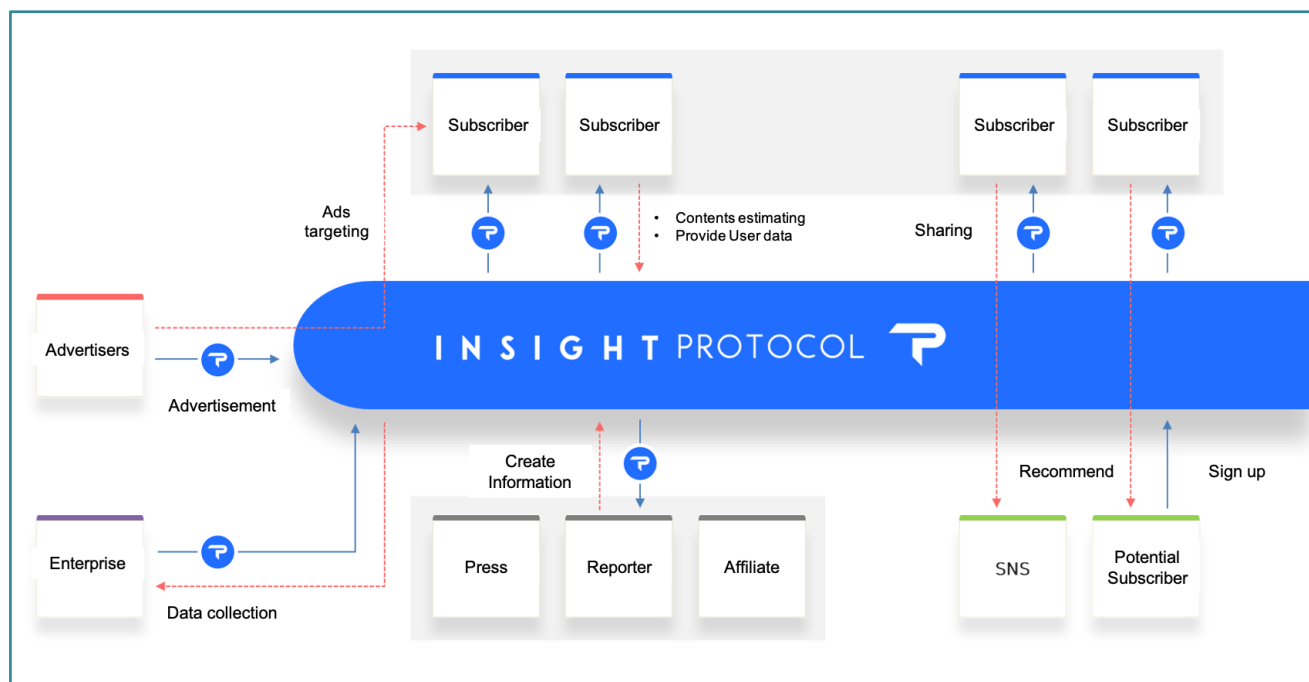 Subscriber
Subscriber
Subscriber
Subscriber
Ads
targeting
• Contents estimating
• Provide User data
Sharing
Advertisers
INSIGHT PROTOCOL
Advertisement
Create
Information
Recommend
Sign up
Enterprise
Press
Reporter
Affiliate
SNS
Potential
Subscriber
Data collection